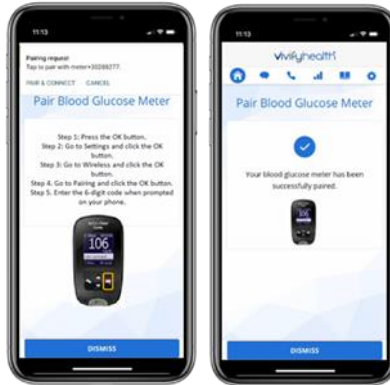 11:13
Pairing request
Tap to pair with meter+30288277.
PAIR & CONNECT CANCEL
Pair Blood Glucose Meter
Step 1: Press the OK button.
Step 2: Go to Settings and click the OK
button.
Step 3: Go to Wireless and click the OK
button.
Step 4. Go to Pairing and click the OK button.
Step 5. Enter the 6-digit code when prompted
on your phone.
106
DISMISS
11:13
vivifyhealth
Pair Blood Glucose Meter
Your blood glucose meter has been
successfully paired.
106
DISMISS